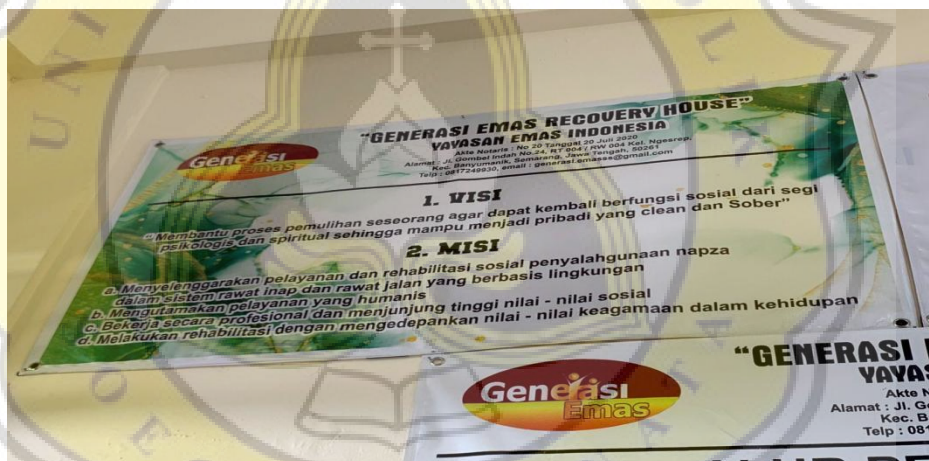 Generasi
Emas
"GENERASI EMAS RECOVERY HOUSE"
YAYASAN EMAS INDONESIA
Akte Notaris : No 20 Tanggal 20 Juli 2020
Alamat : Jl. Gombel Indah No.24, RT 004 / RW 004 Kel. Ngesrep,
Kec. Banyumanik, Semarang, Jawa Tengah, 50261
Telp : 0817249930, email : generasi.emasss@gmail.com
1. VISI
"Membantu proses pemulihan seseorang agar dapat kembali berfungsi sosial dari segi
psikologis dan spiritual sehingga mampu menjadi pribadi yang clean dan Sober"
2. MISI
a. Menyelenggarakan pelayanan dan rehabilitasi sosial penyalahgunaan napza
dalam sistem rawat inap dan rawat jalan yang berbasis lingkungan
b. Mengutamakan pelayanan yang humanis
c. Bekerja secara profesional dan menjunjung tinggi nilai - nilai sosial
d. Melakukan rehabilitasi dengan mengedepankan nilai - nilai keagamaan dalam kehidupan
Generasi
Emas
"GENERASI
YAYAS
Akte N
Alamat : Jl. Go
Kec. B
Telp : 081